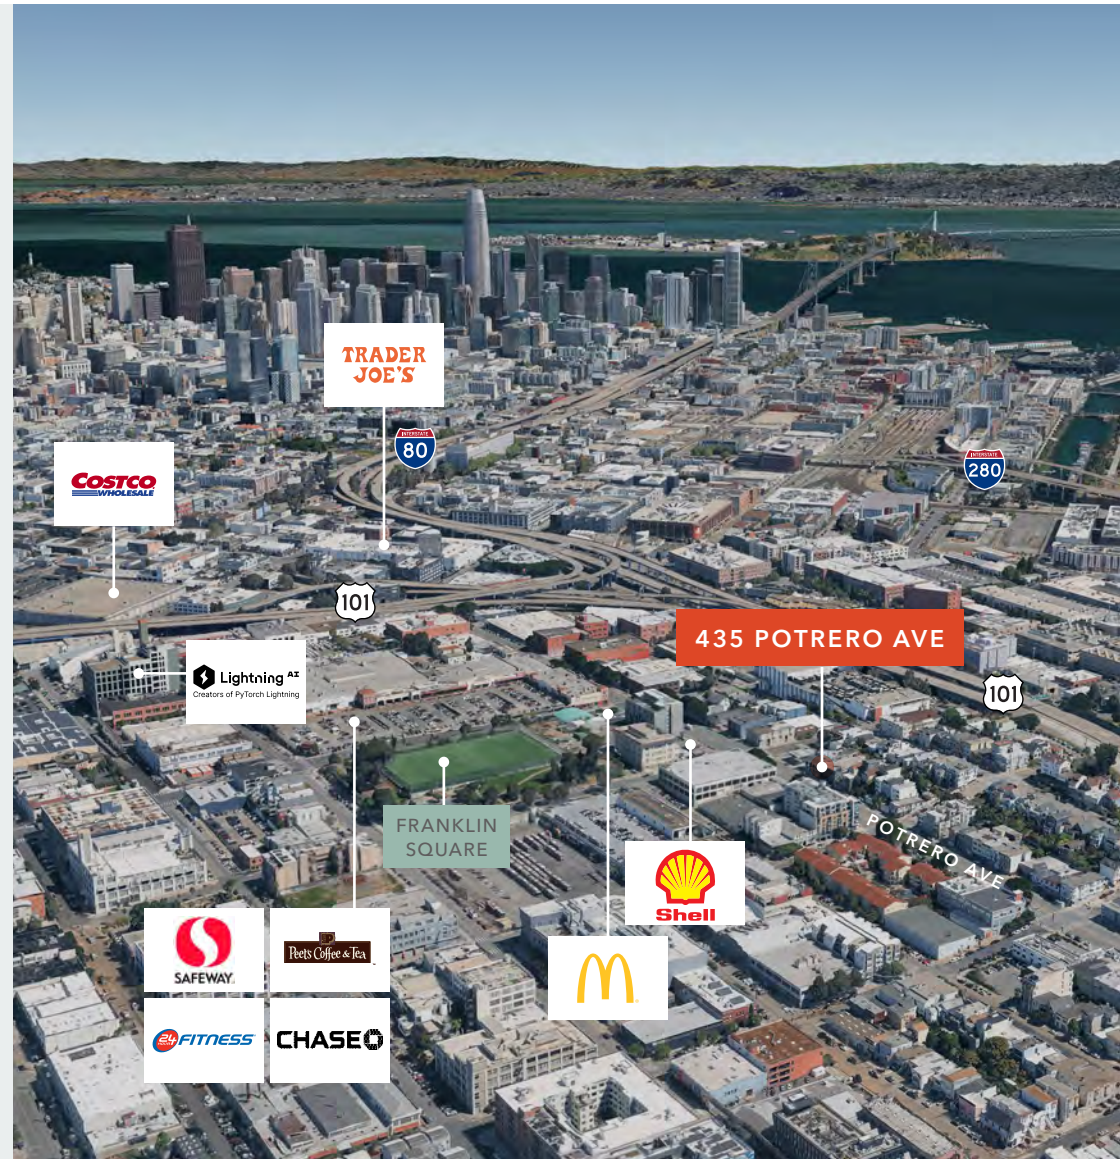 TRADER
JOE'S
INTERSTATE
80
COSTCO
WHOLESALE
INTERSTATE
280
101
435 POTRERO AVE
Lightning AI
Creators of PyTorch Lightning
101
FRANKLIN
SQUARE
POTRERO AVE
Shell
SAFEWAY
Peet's Coffee & Tea
24
FITNESS
CHASE